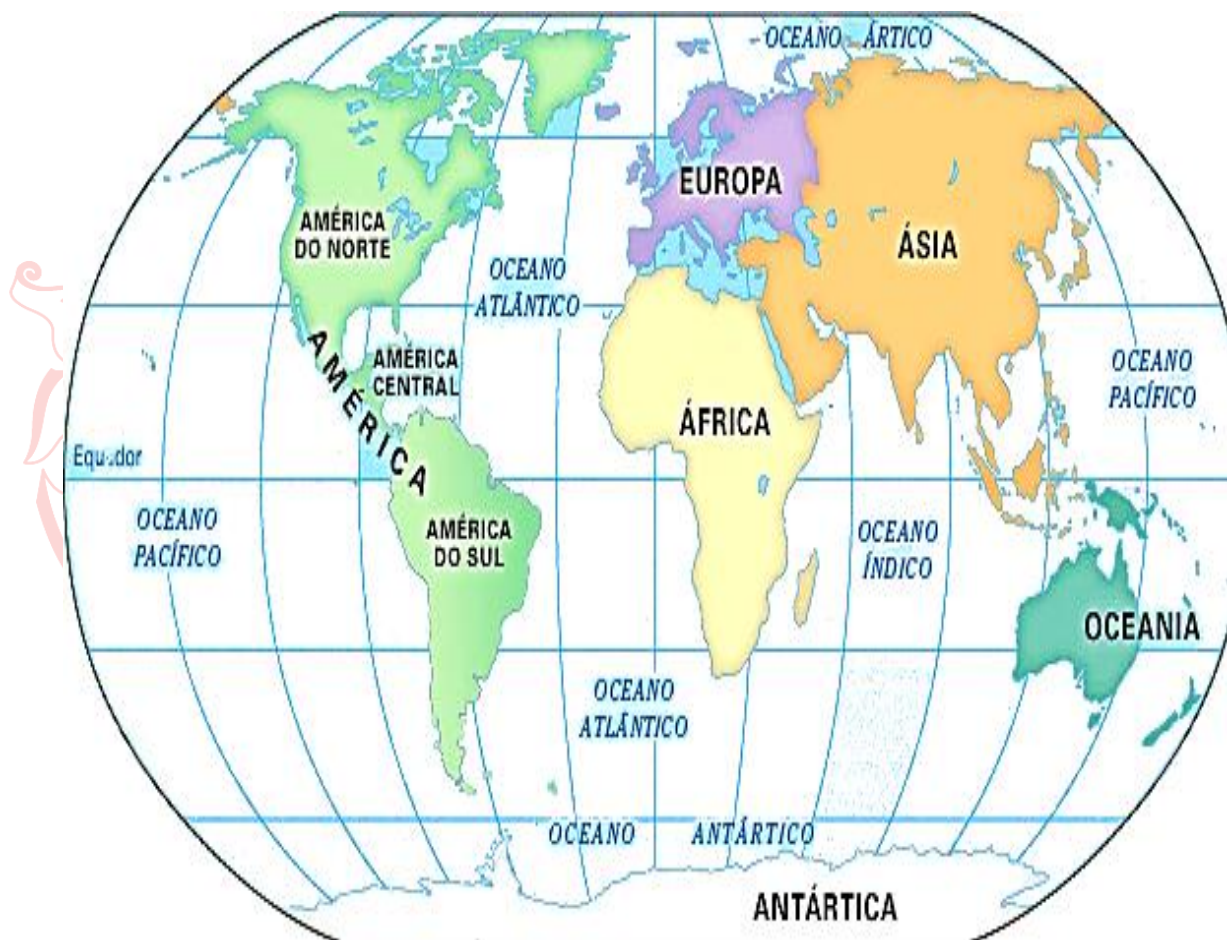 OCEANO ÁRTICO
EUROPA
AMÉRICA
DO NORTE
ÁSIA
OCEANO
ATLÂNTICO
AMÉRICA
AMÉRICA
CENTRAL
OCEANO
PACÍFICO
ÁFRICA
OCEANO
PACÍFICO
AMÉRICA
DO SUL
OCEANO
ÍNDICO
OCEANIA
OCEANO
ATLÂNTICO
OCEANO ANTÁRTICO
ANTÁRTICA